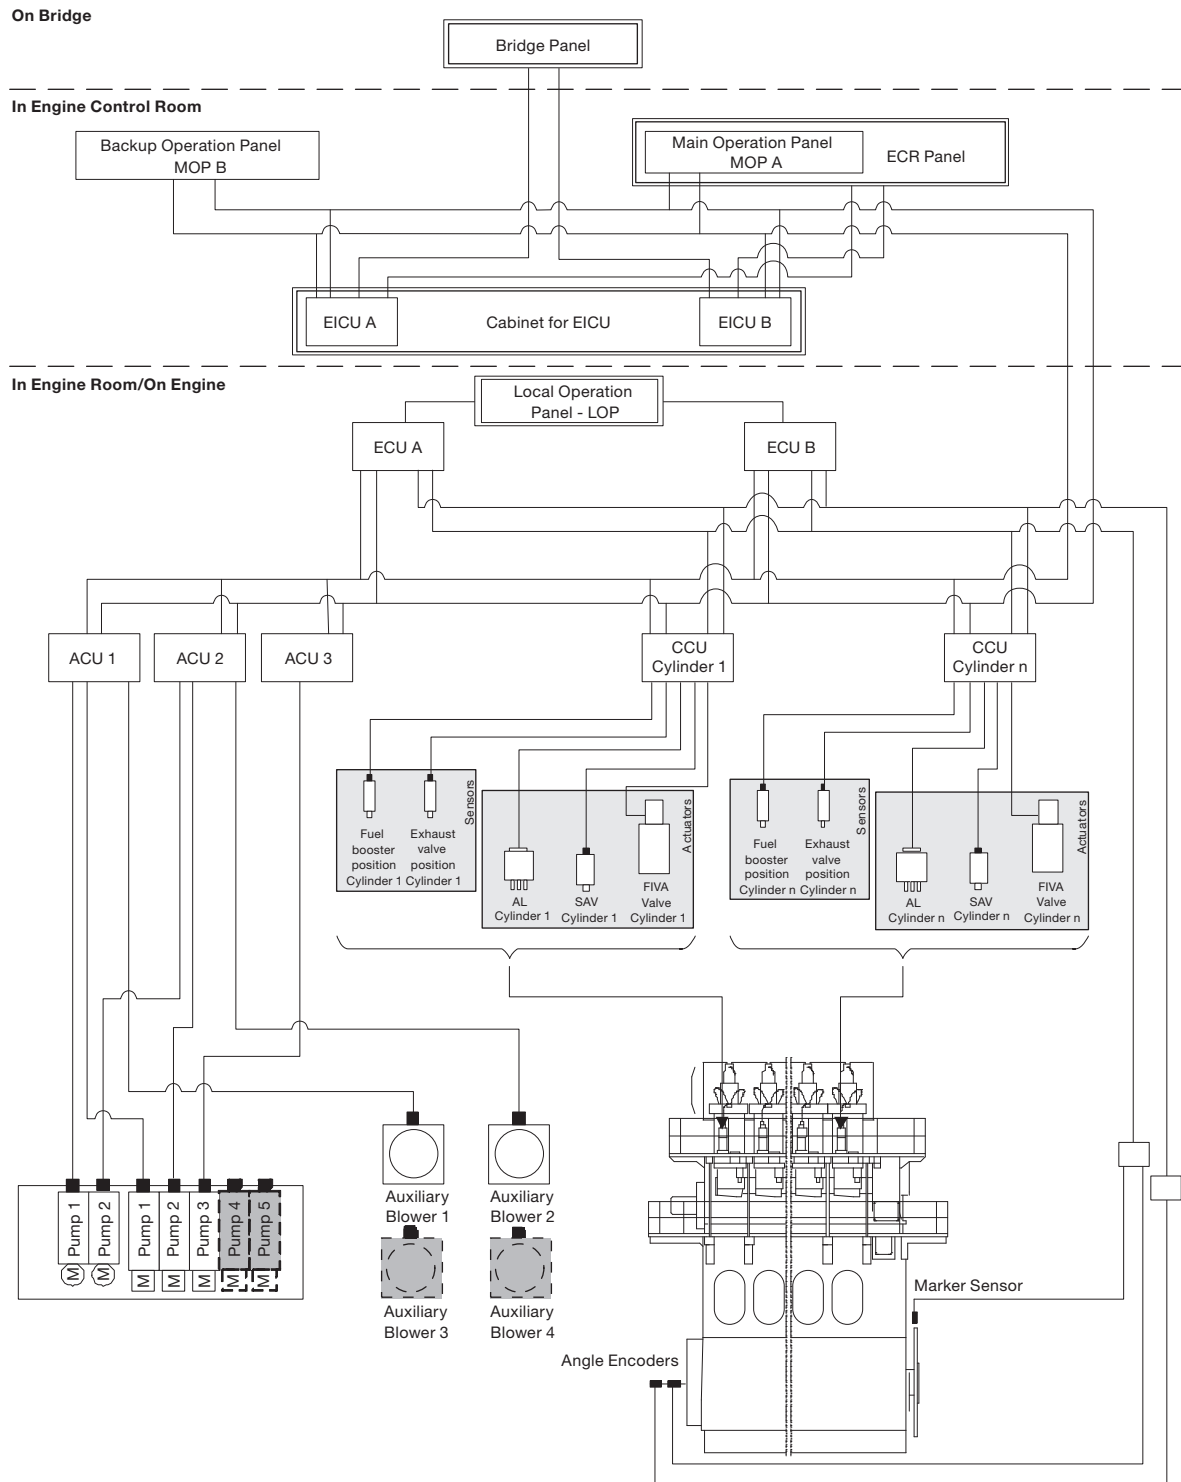 On Bridge
Bridge Panel
In Engine Control Room
Backup Operation Panel
MOP B
Main Operation Panel
MOP A
ECR Panel
EICU A
Cabinet for EICU
EICU B
In Engine Room/On Engine
Local Operation
Panel - LOP
ECU A
ECU B
ACU 1
ACU 2
ACU 3
CCU
Cylinder 1
CCU
Cylinder n
Sensors
Fuel
booster
position
Cylinder 1
Exhaust
valve
position
Cylinder 1
Actuators
AL
Cylinder 1
SAV
Cylinder 1
FIVA
Valve
Cylinder 1
Sensors
Fuel
booster
position
Cylinder n
Exhaust
valve
position
Cylinder n
Actuators
AL
Cylinder n
SAV
Cylinder n
FIVA
Valve
Cylinder n
Pump 1
M
Pump 2
M
Pump 1
M
Pump 2
M
Pump 3
M
Pump 4
M
Pump 5
M
Auxiliary
Blower 1
Auxiliary
Blower 2
Auxiliary
Blower 3
Auxiliary
Blower 4
Marker Sensor
Angle Encoders